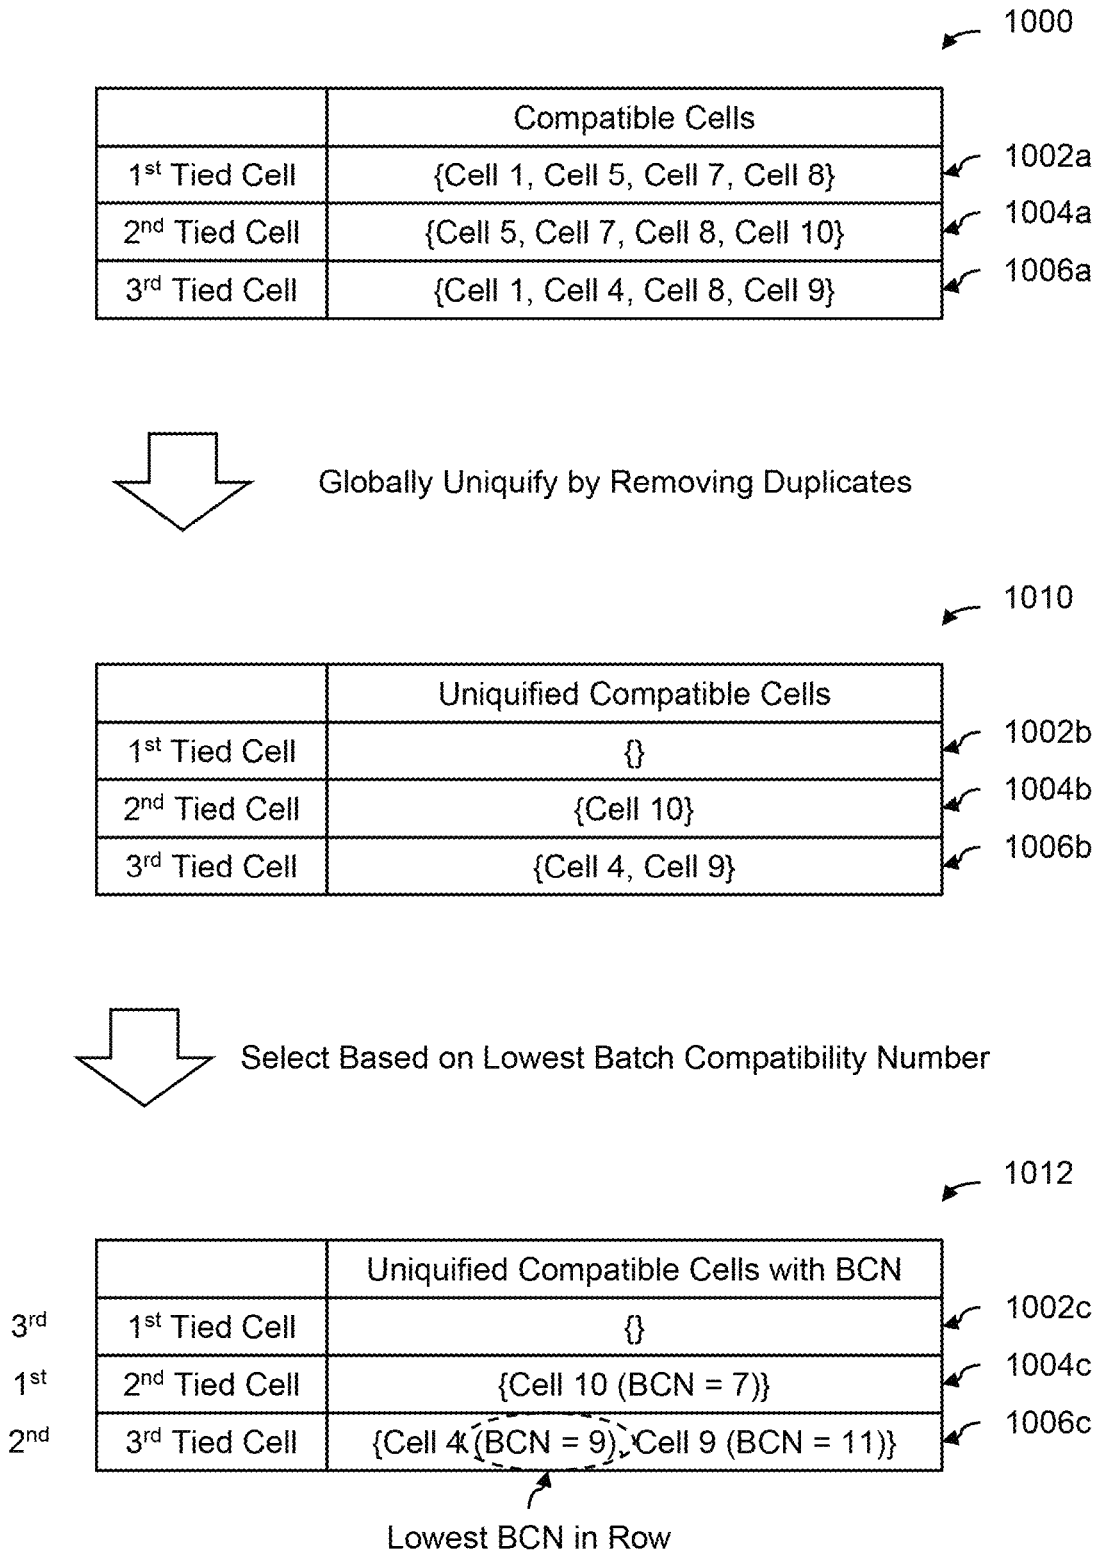 1000
Compatible Cells
1st Tied Cell {Cell 1, Cell 5, Cell 7, Cell 8} 1002a
2nd Tied Cell {Cell 5, Cell 7, Cell 8, Cell 10} 1004a
3rd Tied Cell {Cell 1, Cell 4, Cell 8, Cell 9} 1006a
Globally Uniquify by Removing Duplicates
1010
Uniquified Compatible Cells
1st Tied Cell {} 1002b
2nd Tied Cell {Cell 10} 1004b
3rd Tied Cell {Cell 4, Cell 9} 1006b
Select Based on Lowest Batch Compatibility Number
1012
Uniquified Compatible Cells with BCN
3rd 1st Tied Cell {} 1002c
1st 2nd Tied Cell {Cell 10 (BCN = 7)} 1004c
2nd 3rd Tied Cell {Cell 4 (BCN = 9), Cell 9 (BCN = 11)} 1006c
Lowest BCN in Row